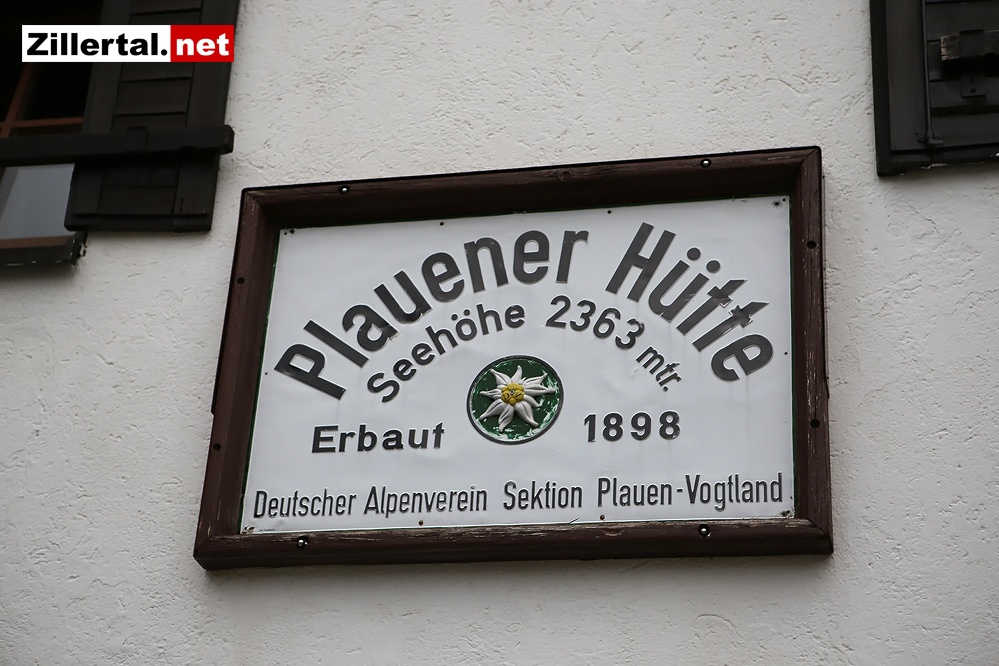 Zillertal.net
Plauener Hütte
Seehöhe 2363 mtr.
Erbaut 1898
Deutscher Alpenverein Sektion Plauen-Vogtland